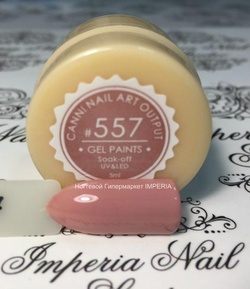 CANNI NAIL ART OUTPUT
#557
• GEL PAINTS •
Soak-off
UV&LED
5ml
Ногтевой Гипермаркет IMPERIA
Imperia Nail